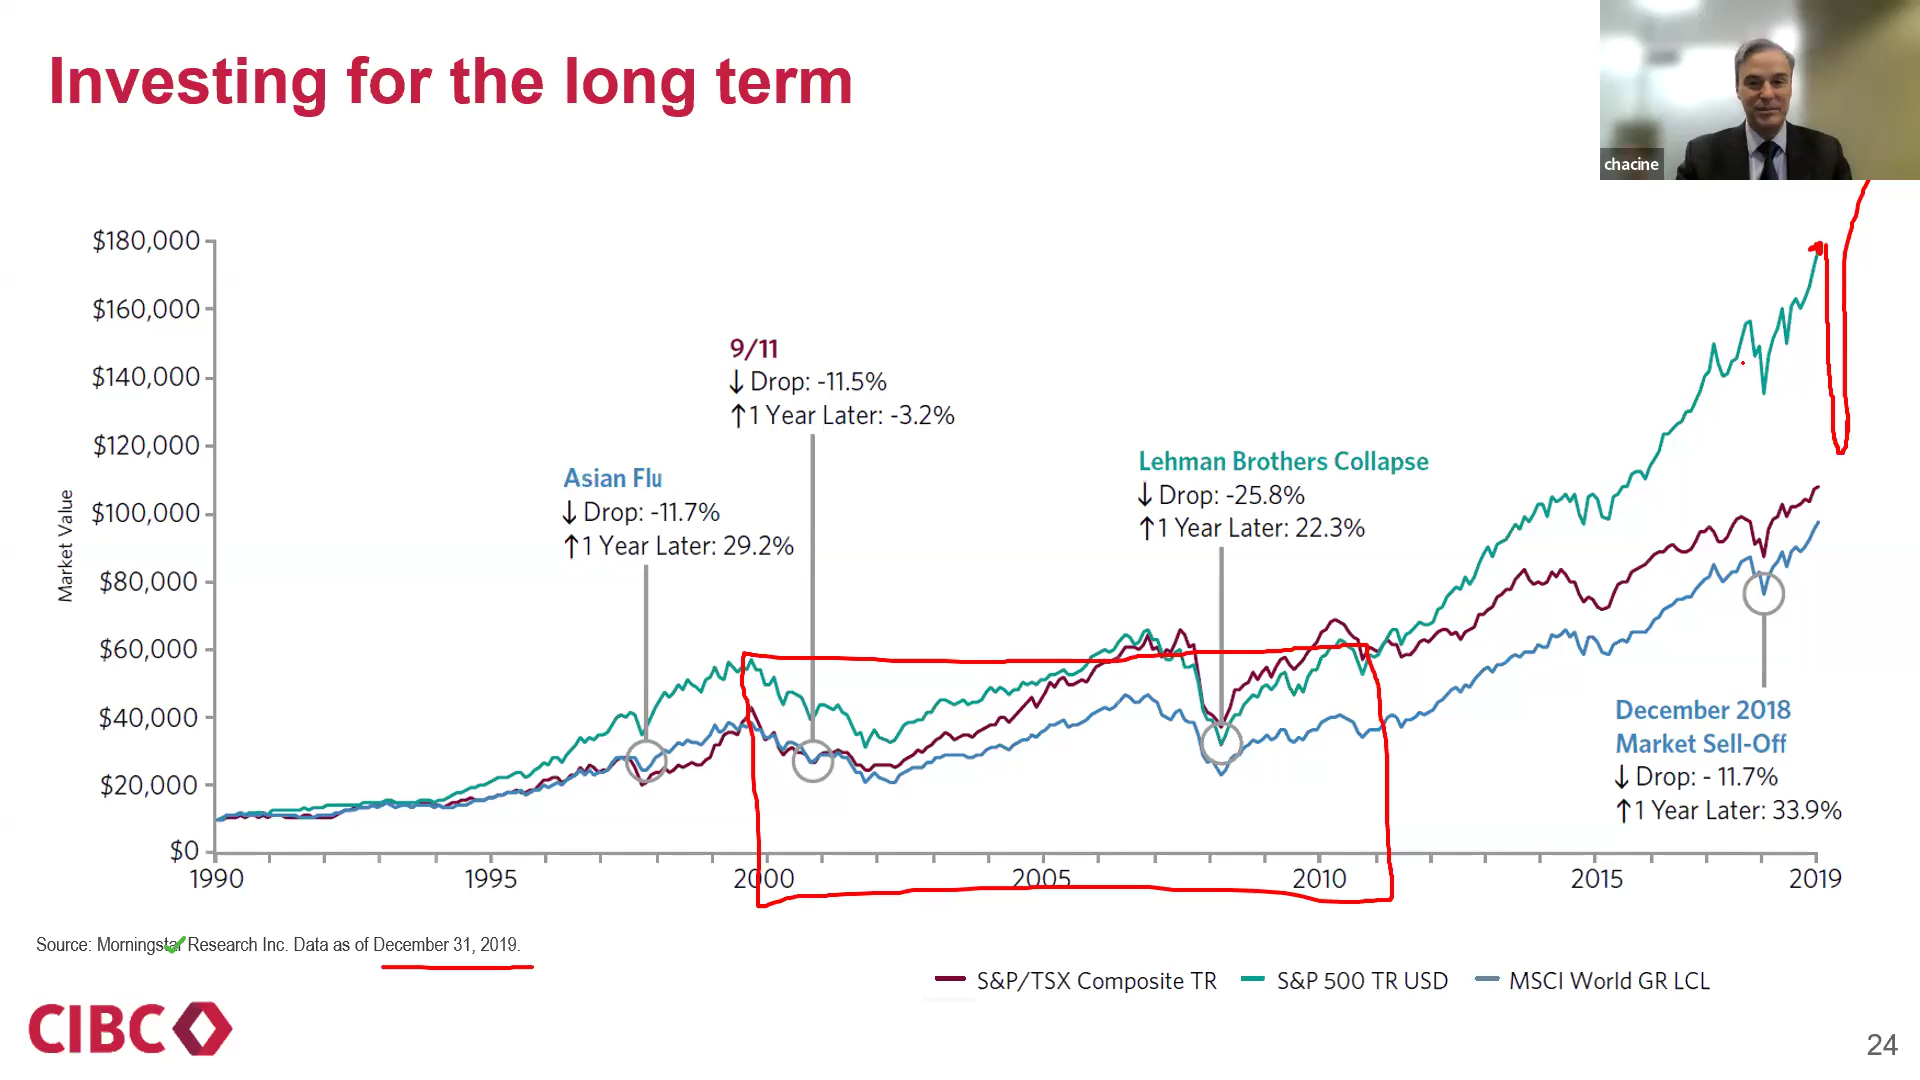 Investing for the long term
chacine
$180,000
$160,000
$140,000
$120,000
$100,000
$80,000
$60,000
$40,000
$20,000
$0
Market Value
9/11
↓ Drop: -11.5%
↑1 Year Later: -3.2%
Asian Flu
↓ Drop: -11.7%
↑1 Year Later: 29.2%
Lehman Brothers Collapse
↓ Drop: -25.8%
↑1 Year Later: 22.3%
December 2018
Market Sell-Off
↓ Drop: - 11.7%
↑1 Year Later: 33.9%
1990 1995 2000 2005 2010 2015 2019
Source: Morningstar Research Inc. Data as of December 31, 2019.
S&P/TSX Composite TR S&P 500 TR USD MSCI World GR LCL
CIBC
24